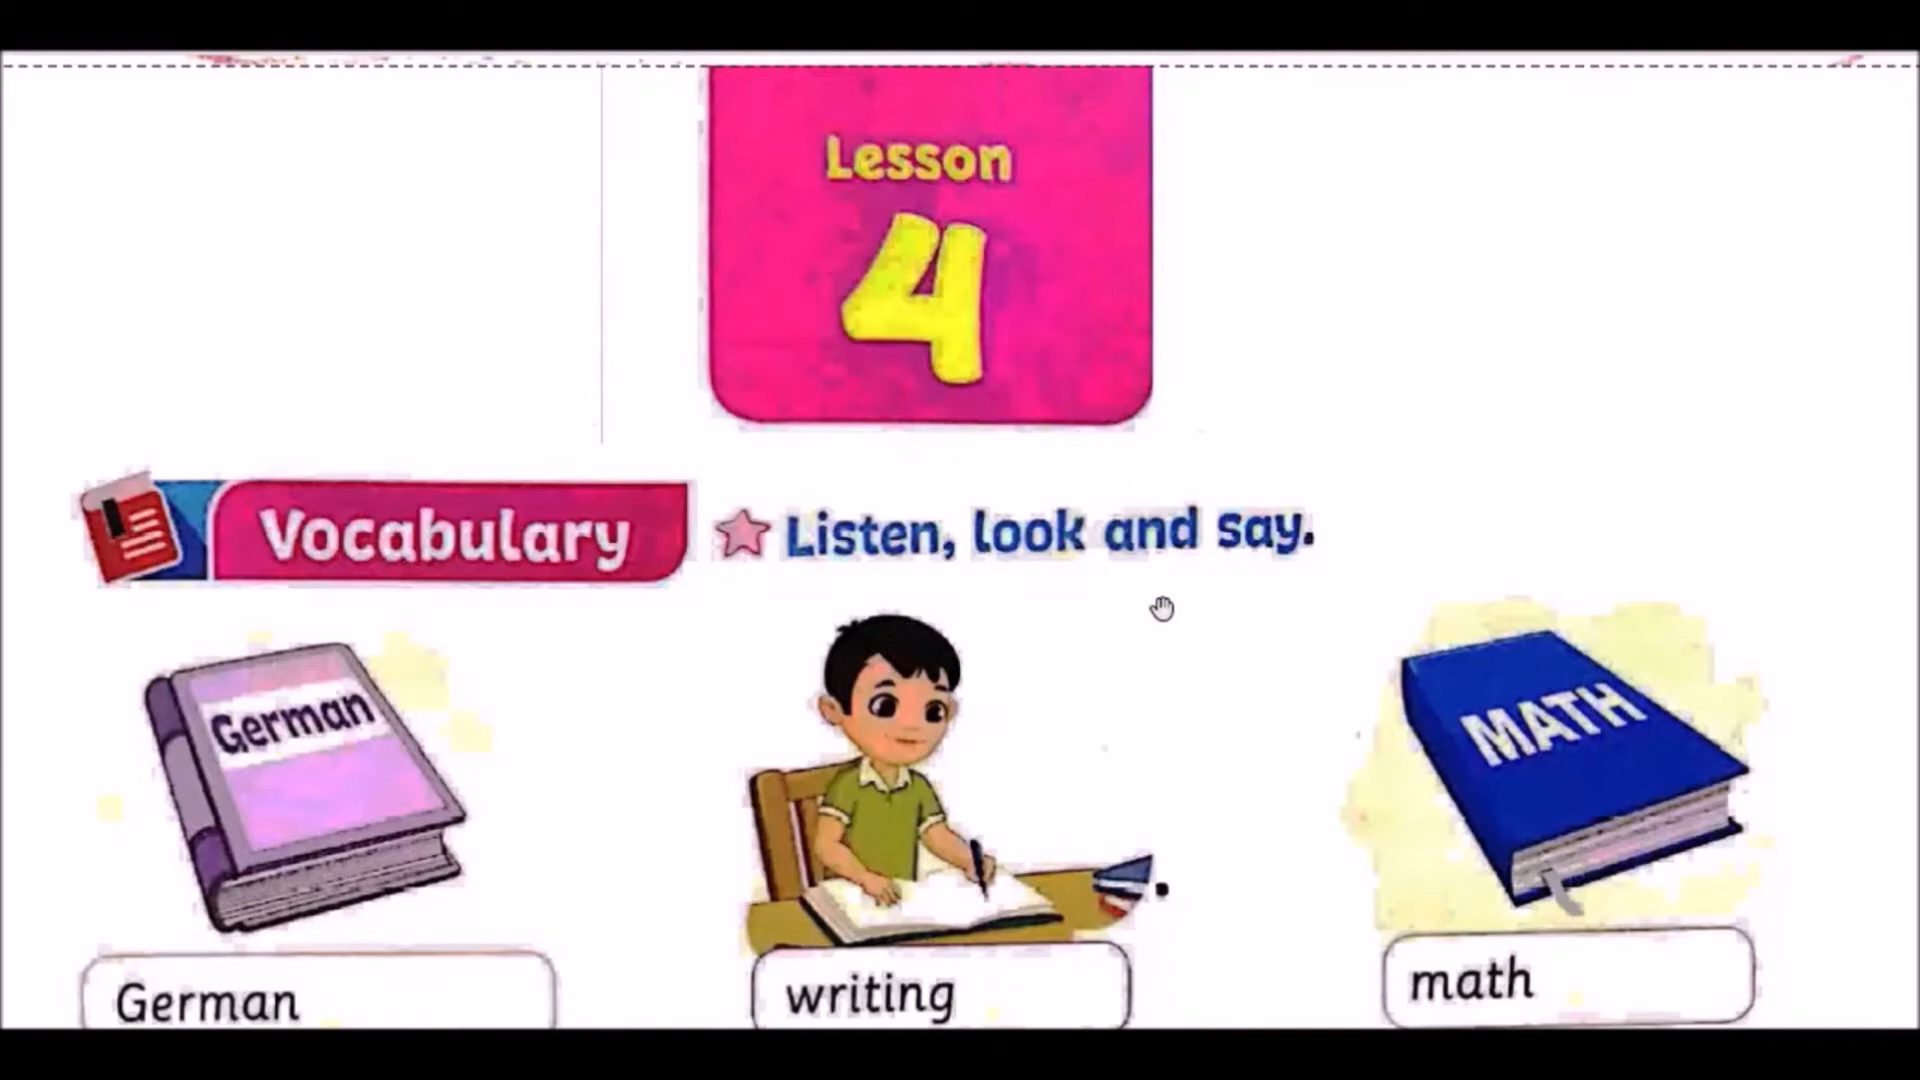 Lesson
4
Vocabulary
Listen, look and say.
German
MATH
German
writing
math